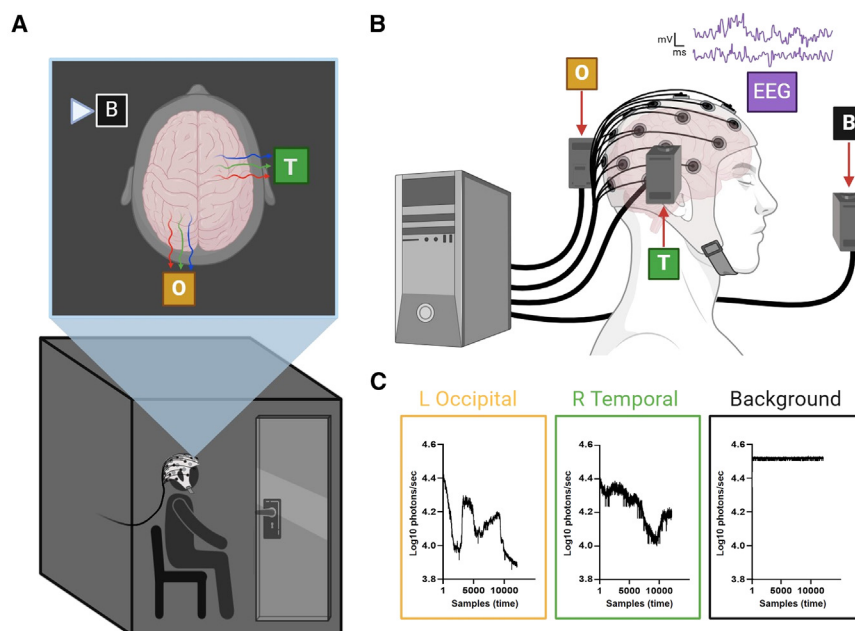 A
B
T
O
B
O
mV
ms
EEG
B
T
C
L Occipital
R Temporal
Background
4.6
4.4
4.2
4.0
3.8
Log10 photons/sec
1 5000 10000
Samples (time)
4.6
4.4
4.2
4.0
3.8
Log10 photons/sec
1 5000 10000
Samples (time)
4.6
4.4
4.2
4.0
3.8
Log10 photons/sec
1 5000 10000
Samples (time)